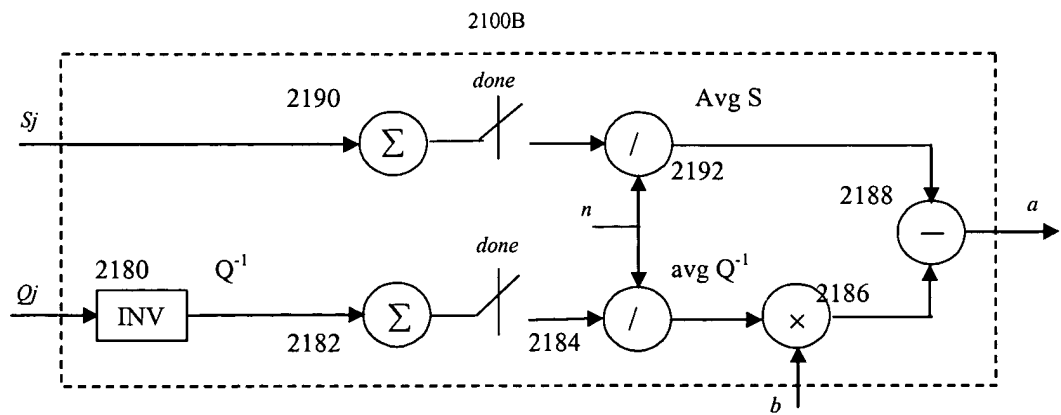 2100B
done
2190
Avg S
Sj
Σ
/
2192
2188
n
a
−
done
2180
Q⁻¹
avg Q⁻¹
2186
Qj
INV
Σ
/
×
2182
2184
b